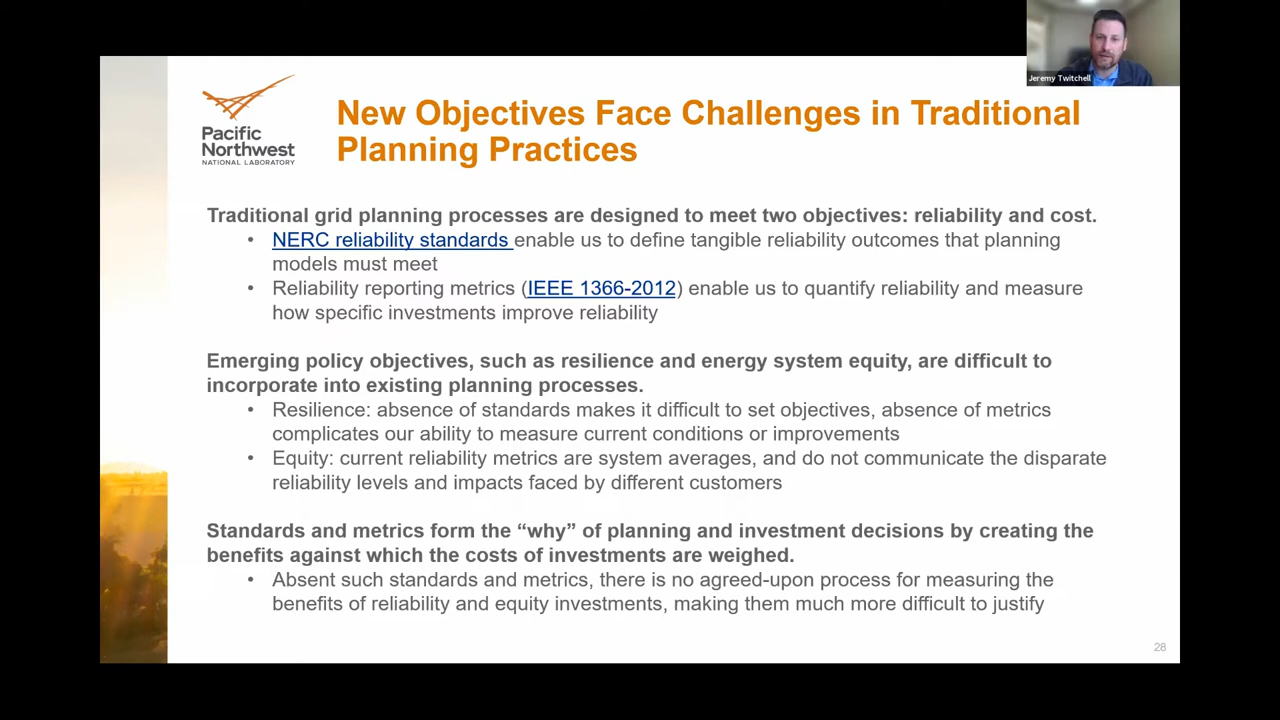 Jeremy Twitchell
Pacific
Northwest
NATIONAL LABORATORY
New Objectives Face Challenges in Traditional
Planning Practices
Traditional grid planning processes are designed to meet two objectives: reliability and cost.
• NERC reliability standards enable us to define tangible reliability outcomes that planning
models must meet
• Reliability reporting metrics (IEEE 1366-2012) enable us to quantify reliability and measure
how specific investments improve reliability
Emerging policy objectives, such as resilience and energy system equity, are difficult to
incorporate into existing planning processes.
• Resilience: absence of standards makes it difficult to set objectives, absence of metrics
complicates our ability to measure current conditions or improvements
• Equity: current reliability metrics are system averages, and do not communicate the disparate
reliability levels and impacts faced by different customers
Standards and metrics form the “why” of planning and investment decisions by creating the
benefits against which the costs of investments are weighed.
• Absent such standards and metrics, there is no agreed-upon process for measuring the
benefits of reliability and equity investments, making them much more difficult to justify
28